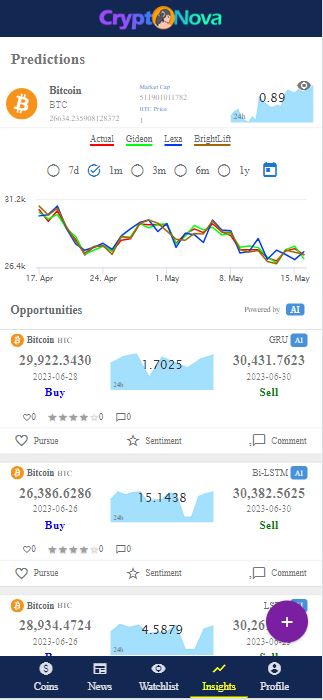 CryptoNova
Predictions
Bitcoin
BTC
26634.235908128372
Market Cap
511901011782
BTC Price
1
0.89
24h
Actual Gideon Lexa BrightLift
7d 1m 3m 6m 1y
31.2k
26.4k
17. Apr 24. Apr 1. May 8. May 15. May
Opportunities Powered by AI
Bitcoin BTC GRU AI
29,922.3430 1.7025 30,431.7623
2023-06-28 24h 2023-06-30
Buy Sell
0 0
Pursue Sentiment Comment
Bitcoin BTC Bi-LSTM AI
26,386.6286 15.1438 30,382.5625
2023-06-26 24h 2023-06-30
Buy Sell
0 0
Pursue Sentiment Comment
Bitcoin BTC AI
28,934.4724 4.5879
2023-06-26 24h
Buy
+
Coins News Watchlist Insights Profile